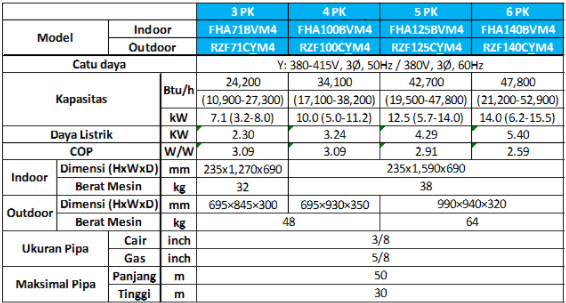 3 PK 4 PK 5 PK 6 PK
Model Indoor FHA71BVM4 FHA100BVM4 FHA125BVM4 FHA140BVM4
Outdoor RZF71CYM4 RZF100CYM4 RZF125CYM4 RZF140CYM4
Catu daya Y: 380-415V, 3Ø, 50Hz / 380V, 3Ø, 60Hz
Kapasitas Btu/h 24,200 34,100 42,700 47,800
(10,900-27,300) (17,100-38,200) (19,500-47,800) (21,200-52,900)
kW 7.1 (3.2-8.0) 10.0 (5.0-11.2) 12.5 (5.7-14.0) 14.0 (6.2-15.5)
Daya Listrik KW 2.30 3.24 4.29 5.40
COP W/W 3.09 3.09 2.91 2.59
Indoor Dimensi (HxWxD) mm 235x1,270x690 235x1,590x690
Berat Mesin kg 32 38
Outdoor Dimensi (HxWxD) mm 695×845×300 695×930×350 990×940×320
Berat Mesin kg 48 64
Ukuran Pipa Cair inch 3/8
Gas inch 5/8
Maksimal Pipa Panjang m 50
Tinggi m 30